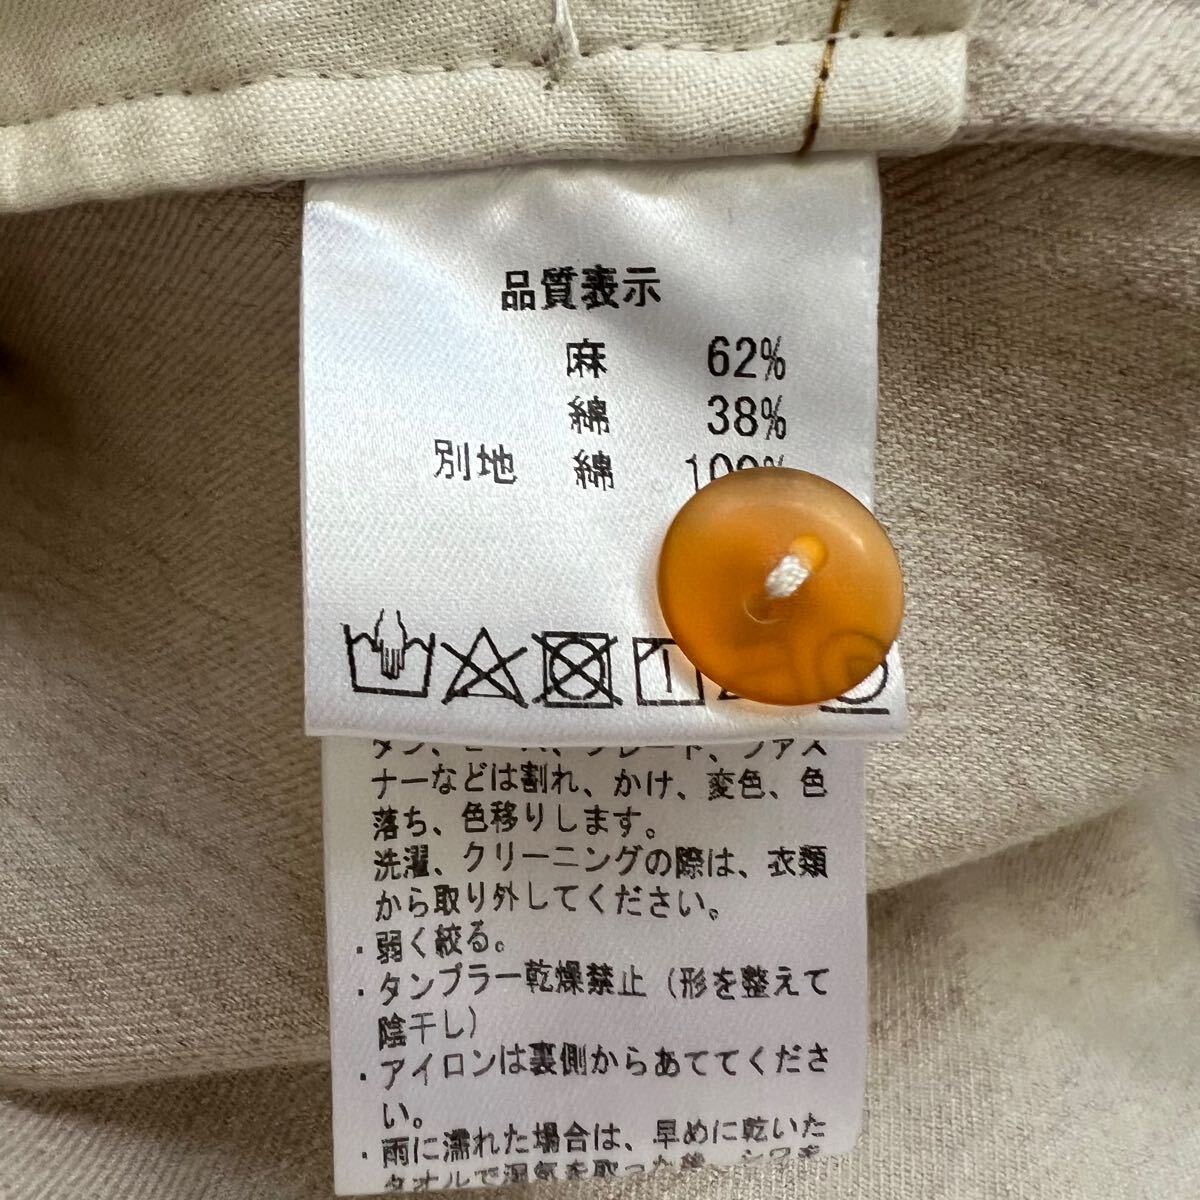 品質表示
麻 62%
綿 38%
別地 綿 100%
ナーなどは割れ、かけ、変色、色
落ち、色移りします。
洗濯、クリーニングの際は、衣類
から取り外してください。
・弱く絞る。
・タンブラー乾燥禁止（形を整えて
陰干し）
・アイロンは裏側からあててくださ
い。
・雨に濡れた場合は、早めに乾いた